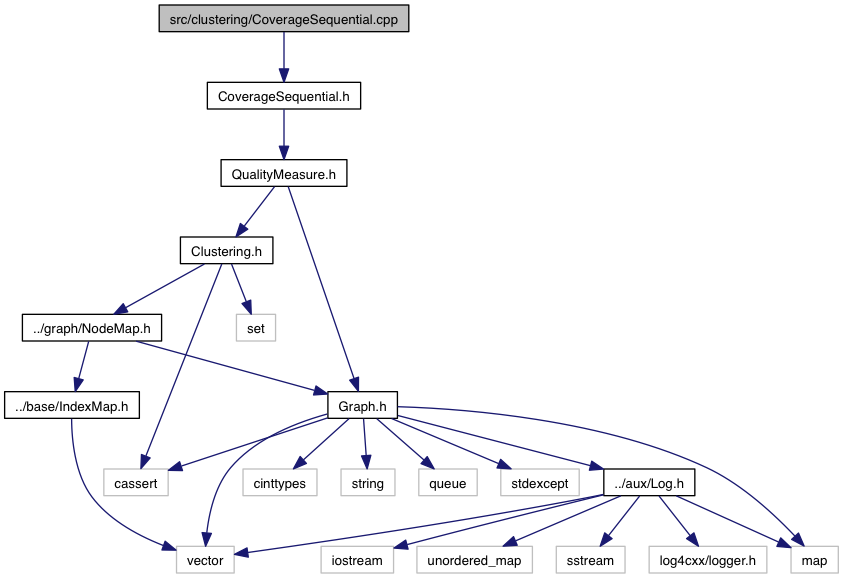 src/clustering/CoverageSequential.cpp
CoverageSequential.h
QualityMeasure.h
Clustering.h
../graph/NodeMap.h
set
../base/IndexMap.h
Graph.h
cassert
cinttypes
string
queue
stdexcept
../aux/Log.h
vector
iostream
unordered_map
sstream
log4cxx/logger.h
map